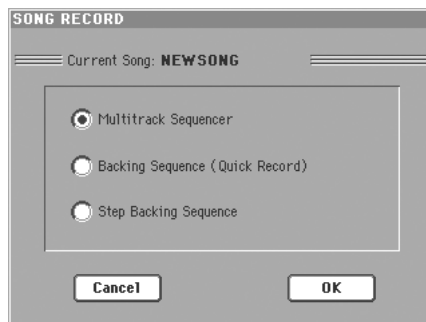 SONG RECORD
Current Song: NEWSONG
Multitrack Sequencer
Backing Sequence (Quick Record)
Step Backing Sequence
Cancel OK